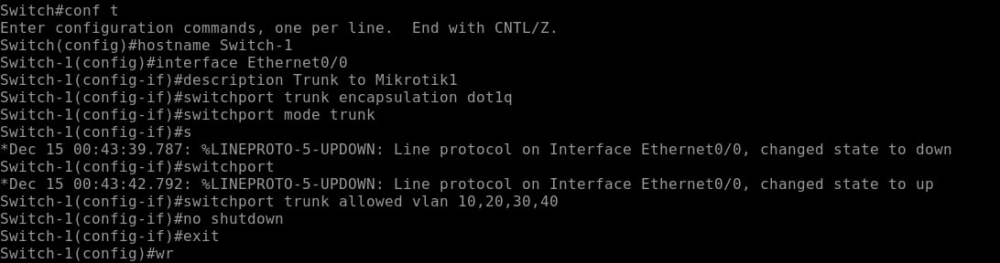 Switch#conf t
Enter configuration commands, one per line.  End with CNTL/Z.
Switch(config)#hostname Switch-1
Switch-1(config)#interface Ethernet0/0
Switch-1(config-if)#description Trunk to Mikrotik1
Switch-1(config-if)#switchport trunk encapsulation dot1q
Switch-1(config-if)#switchport mode trunk
Switch-1(config-if)#s
*Dec 15 00:43:39.787: %LINEPROTO-5-UPDOWN: Line protocol on Interface Ethernet0/0, changed state to down
Switch-1(config-if)#switchport
*Dec 15 00:43:42.792: %LINEPROTO-5-UPDOWN: Line protocol on Interface Ethernet0/0, changed state to up
Switch-1(config-if)#switchport trunk allowed vlan 10,20,30,40
Switch-1(config-if)#no shutdown
Switch-1(config-if)#exit
Switch-1(config)#wr